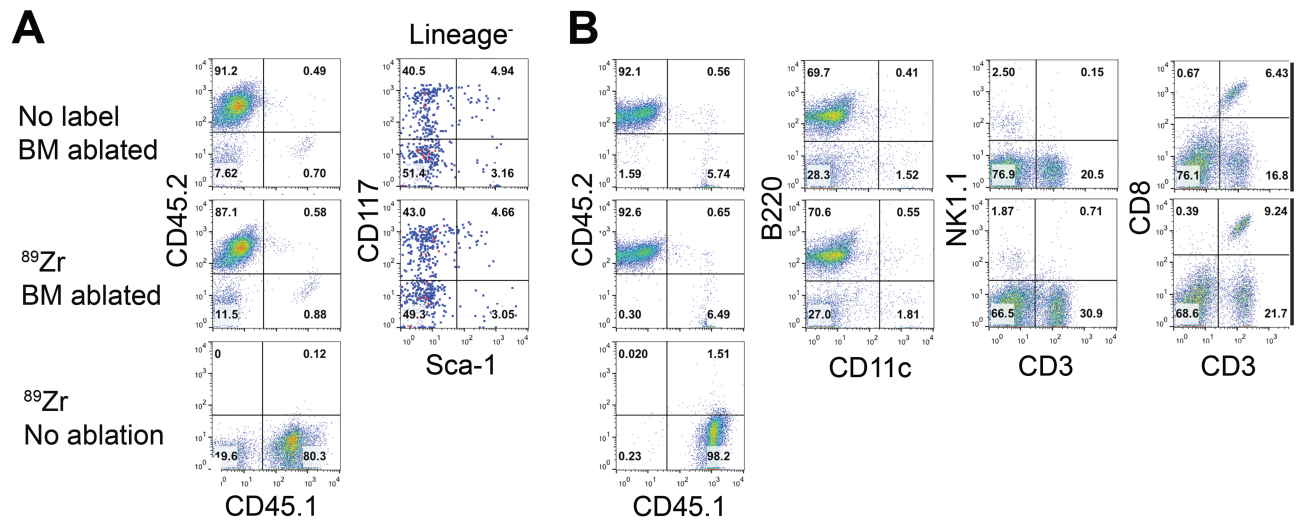 A
B
Lineage-
No label
BM ablated
CD45.2
91.2 0.49
7.62 0.70
CD117
40.5 4.94
51.4 3.16
CD45.2
92.1 0.56
1.59 5.74
B220
69.7 0.41
28.3 1.52
NK1.1
2.50 0.15
76.9 20.5
CD8
0.67 6.43
76.1 16.8
89Zr
BM ablated
87.1 0.58
11.5 0.88
43.0 4.66
49.3 3.05
92.6 0.65
0.30 6.49
70.6 0.55
27.0 1.81
1.87 0.71
66.5 30.9
0.39 9.24
68.6 21.7
Sca-1
CD11c
CD3
CD3
89Zr
No ablation
0 0.12
19.6 80.3
0.020 1.51
0.23 98.2
CD45.1
CD45.1